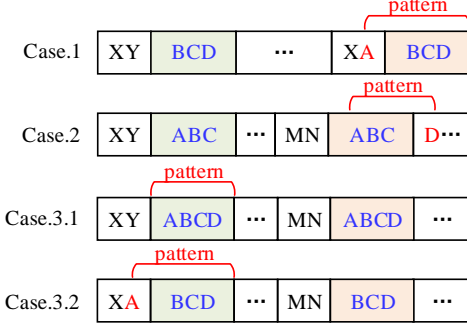 pattern
Case.1 XY BCD ... XA BCD
pattern
Case.2 XY ABC ... MN ABC D...
pattern
Case.3.1 XY ABCD ... MN ABCD ...
pattern
Case.3.2 XA BCD ... MN BCD ...